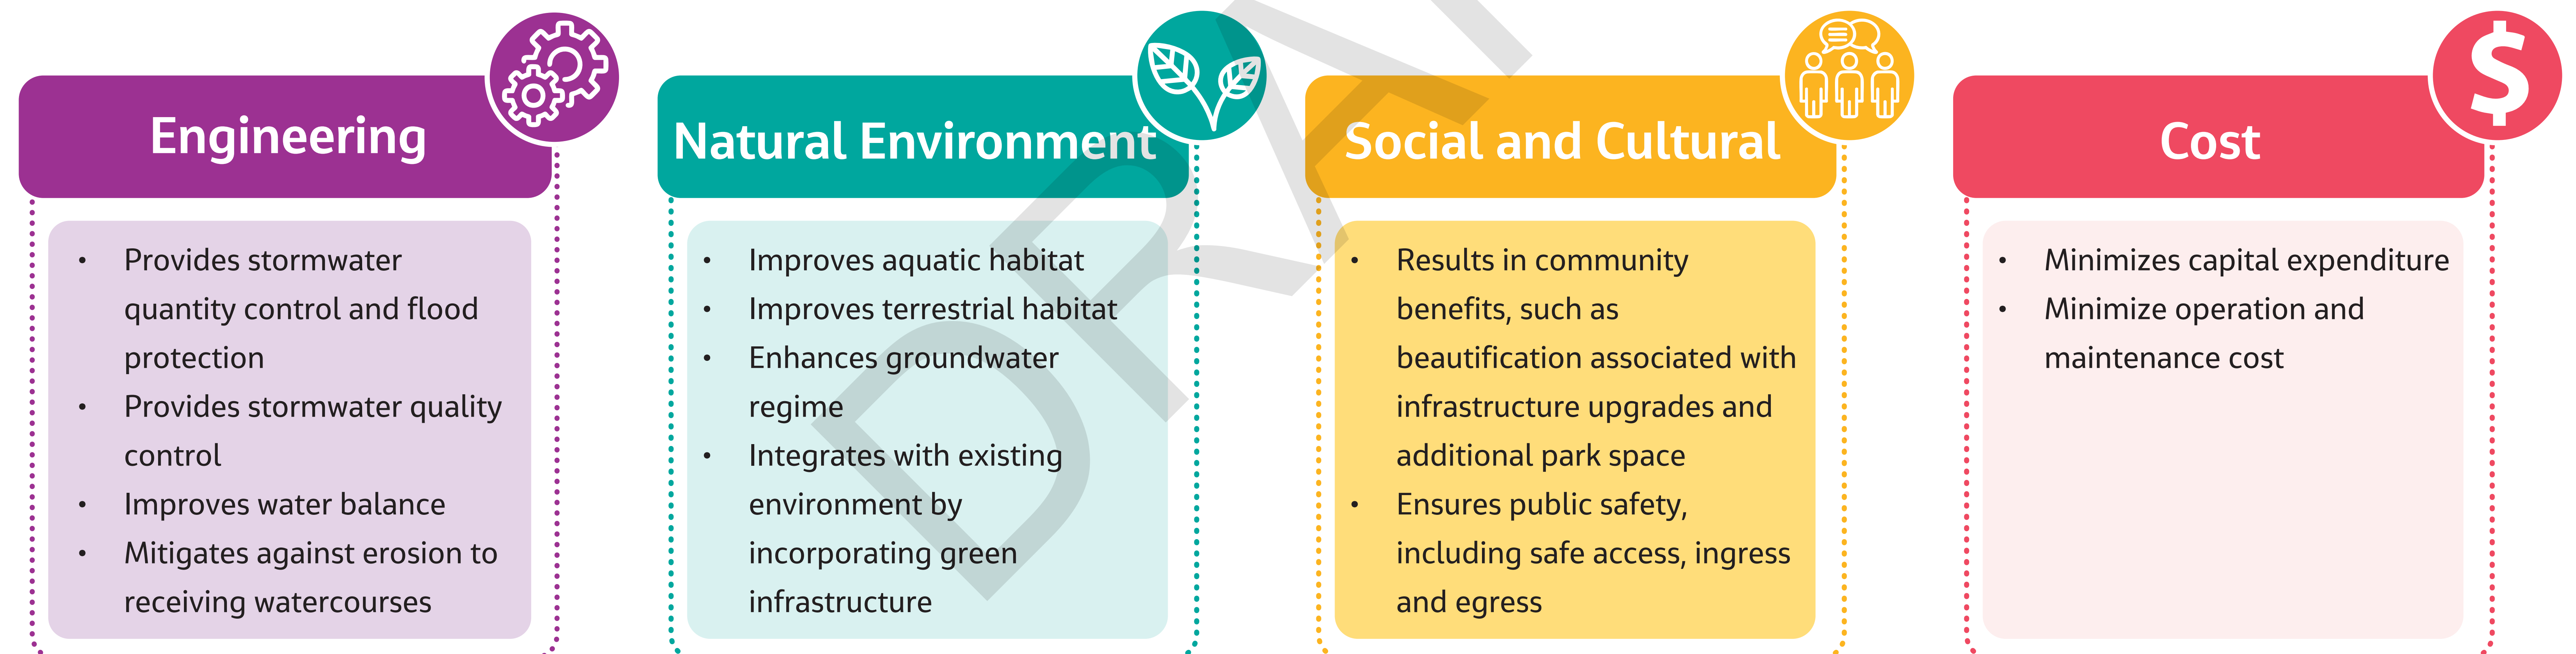 Engineering
• Provides stormwater
quantity control and flood
protection
• Provides stormwater quality
control
• Improves water balance
• Mitigates against erosion to
receiving watercourses
Natural Environment
• Improves aquatic habitat
• Improves terrestrial habitat
• Enhances groundwater
regime
• Integrates with existing
environment by
incorporating green
infrastructure
Social and Cultural
• Results in community
benefits, such as
beautification associated with
infrastructure upgrades and
additional park space
• Ensures public safety,
including safe access, ingress
and egress
Cost
$
• Minimizes capital expenditure
• Minimize operation and
maintenance cost
DRA